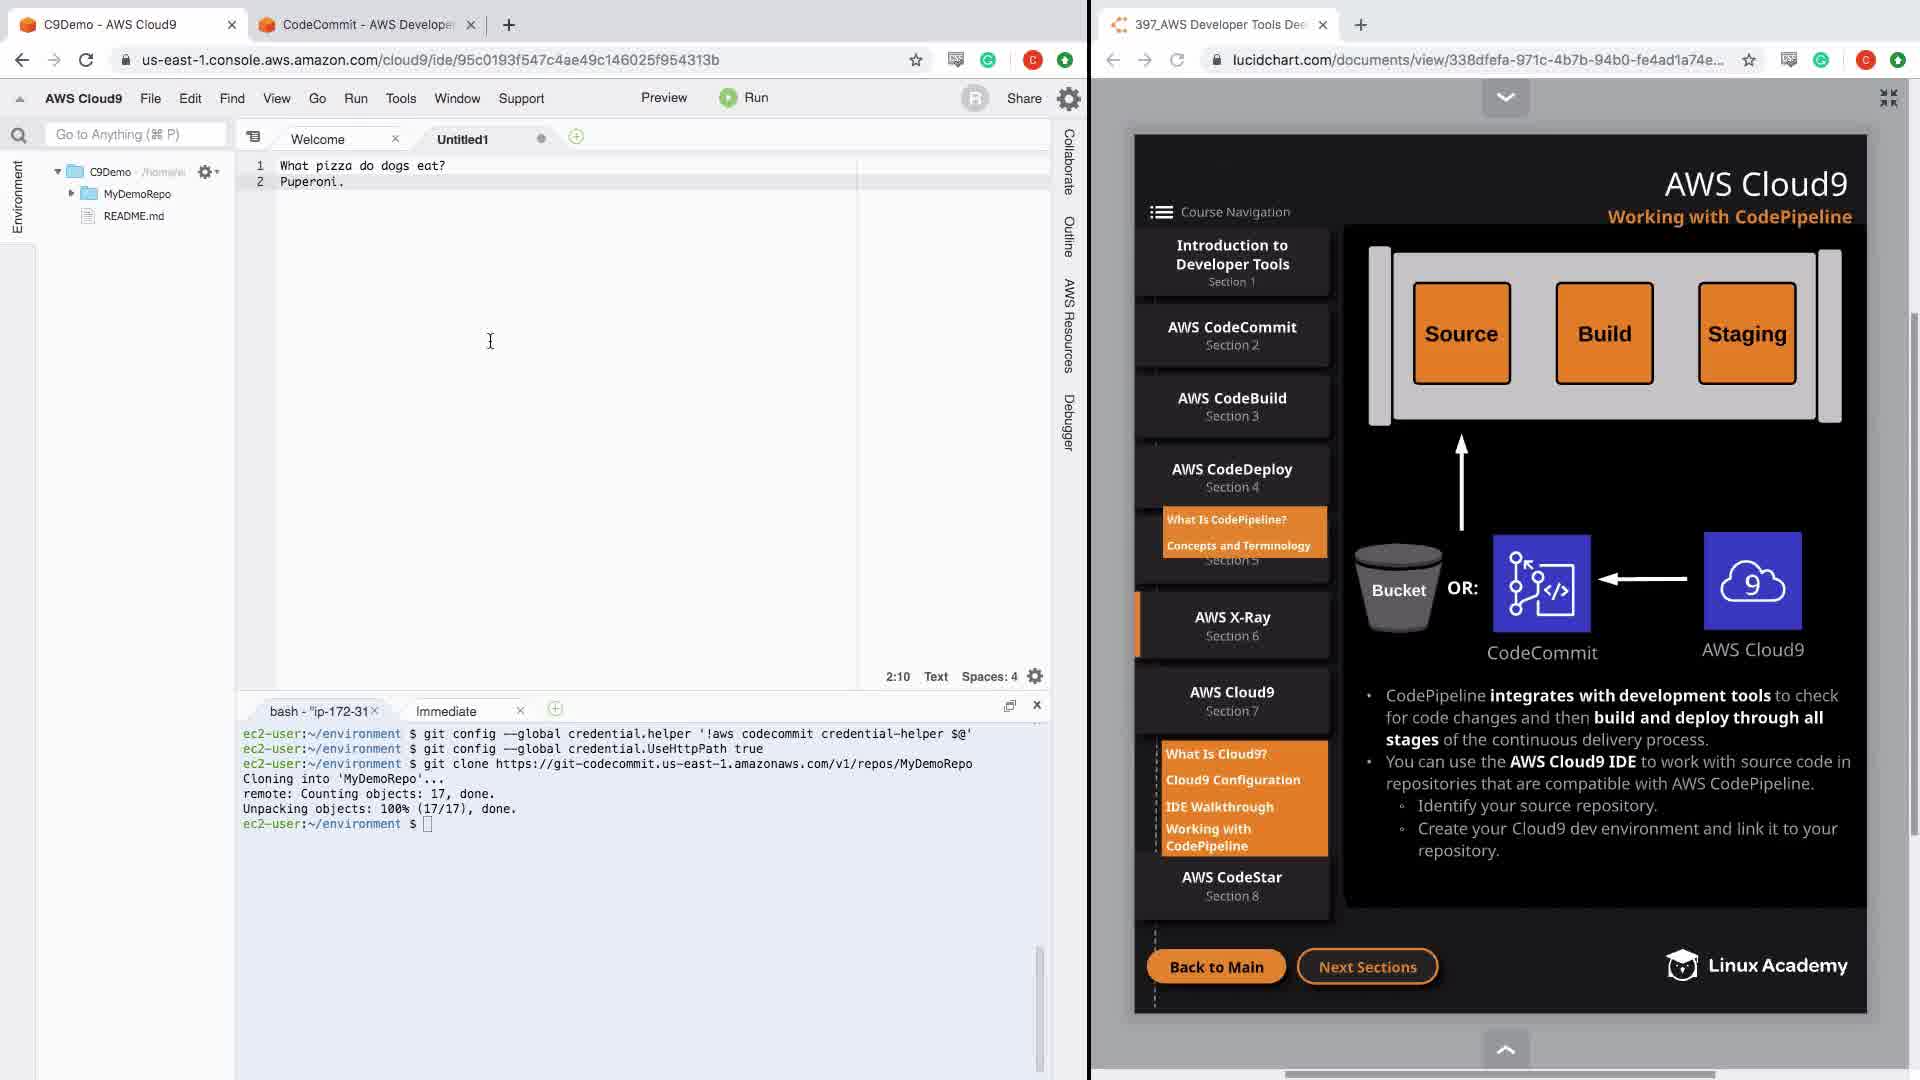 C9Demo - AWS Cloud9
CodeCommit - AWS Developer
us-east-1.console.aws.amazon.com/cloud9/ide/95c0193f547c4ae49c146025f954313b
AWS Cloud9 File Edit Find View Go Run Tools Window Support Preview Run R Share
Go to Anything (⌘ P)
Welcome
Untitled1
Environment
C9Demo - /home/ec
MyDemoRepo
README.md
1 What pizza do dogs eat?
2 Puperoni.
Collaborate
Outline
AWS Resources
Debugger
2:10 Text Spaces: 4
bash - "ip-172-31
Immediate
ec2-user:~/environment $ git config --global credential.helper '!aws codecommit credential-helper $@'
ec2-user:~/environment $ git config --global credential.UseHttpPath true
ec2-user:~/environment $ git clone https://git-codecommit.us-east-1.amazonaws.com/v1/repos/MyDemoRepo
Cloning into 'MyDemoRepo'...
remote: Counting objects: 17, done.
Unpacking objects: 100% (17/17), done.
ec2-user:~/environment $
397_AWS Developer Tools Dee
lucidchart.com/documents/view/338dfefa-971c-4b7b-94b0-fe4ad1a74e...
AWS Cloud9
Working with CodePipeline
Course Navigation
Introduction to
Developer Tools
Section 1
AWS CodeCommit
Section 2
AWS CodeBuild
Section 3
AWS CodeDeploy
Section 4
What Is CodePipeline?
Concepts and Terminology
Section 5
AWS X-Ray
Section 6
AWS Cloud9
Section 7
What Is Cloud9?
Cloud9 Configuration
IDE Walkthrough
Working with
CodePipeline
AWS CodeStar
Section 8
Back to Main
Next Sections
Source
Build
Staging
Bucket
OR:
CodeCommit
9
AWS Cloud9
• CodePipeline integrates with development tools to check
for code changes and then build and deploy through all
stages of the continuous delivery process.
• You can use the AWS Cloud9 IDE to work with source code in
repositories that are compatible with AWS CodePipeline.
◦ Identify your source repository.
◦ Create your Cloud9 dev environment and link it to your
repository.
Linux Academy